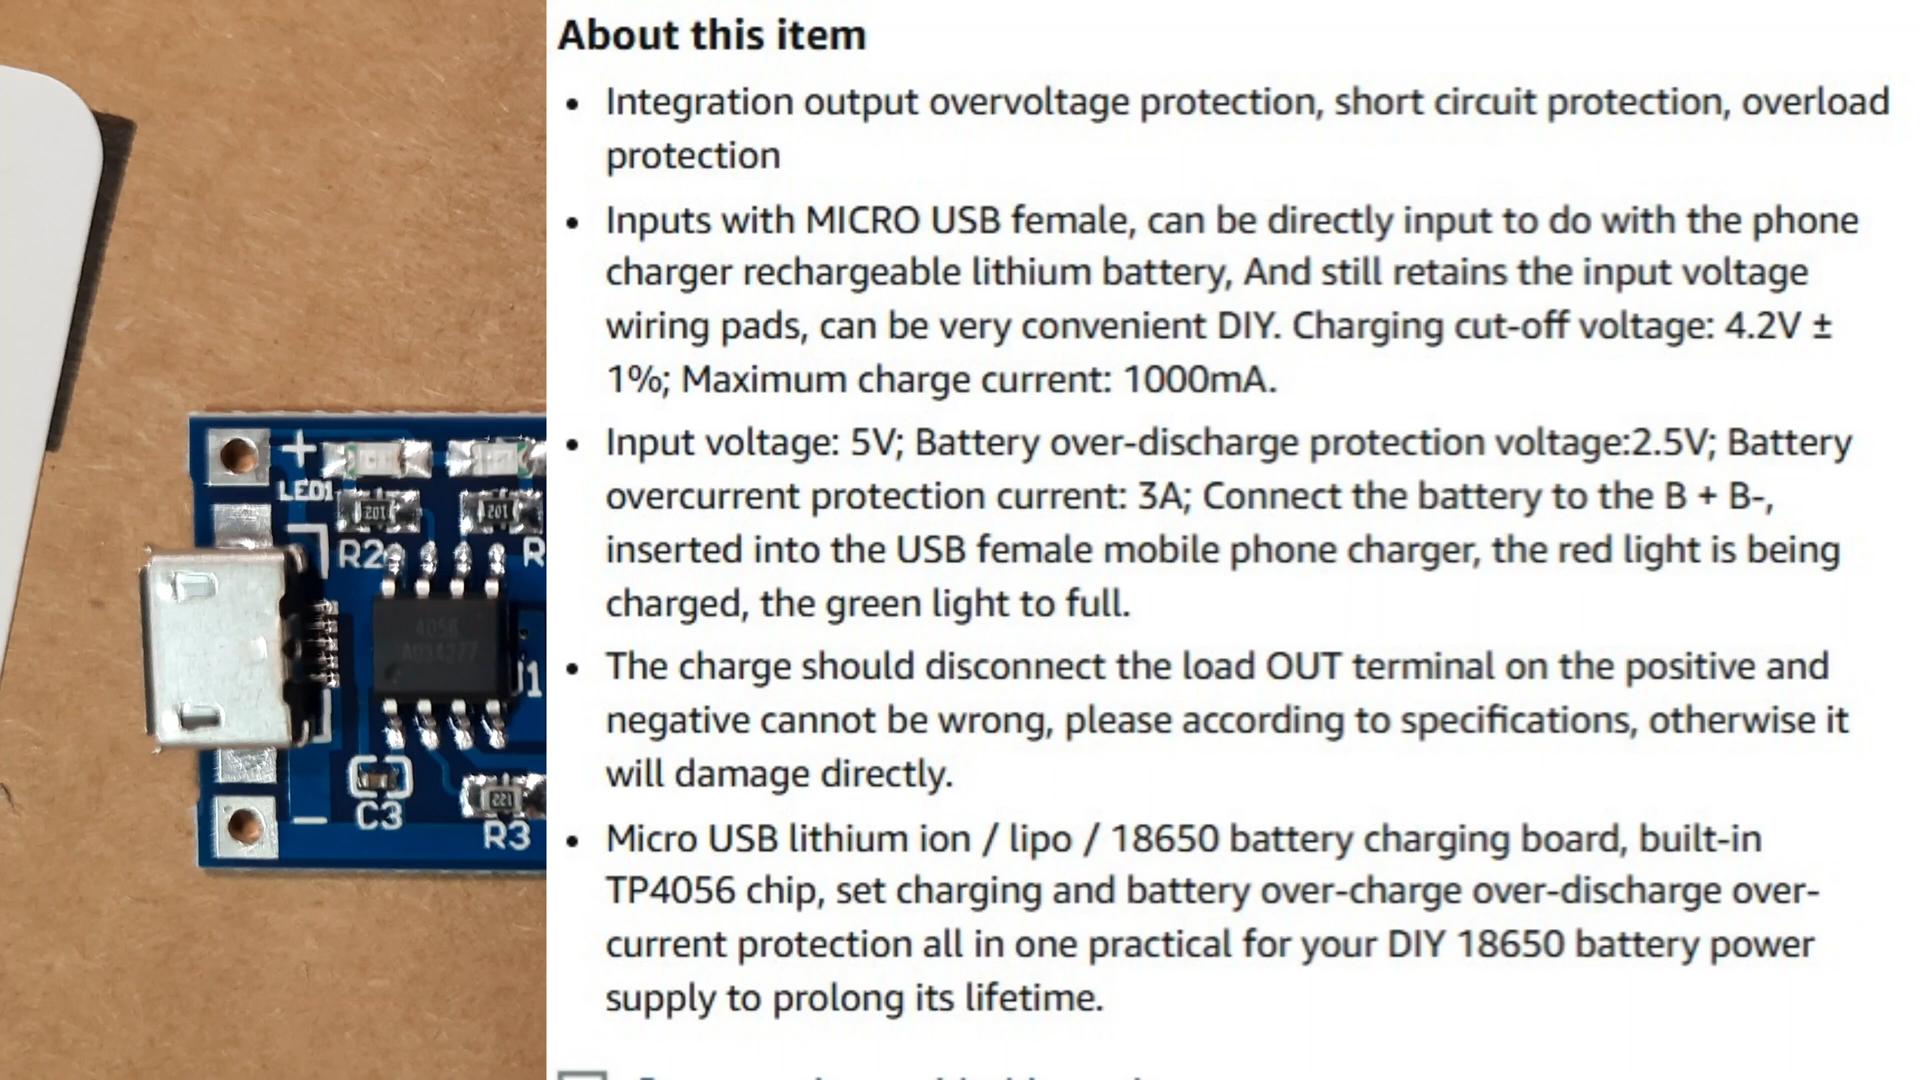 About this item
Integration output overvoltage protection, short circuit protection, overload
protection
Inputs with MICRO USB female, can be directly input to do with the phone
charger rechargeable lithium battery, And still retains the input voltage
wiring pads, can be very convenient DIY. Charging cut-off voltage: 4.2V ±
1%; Maximum charge current: 1000mA.
Input voltage: 5V; Battery over-discharge protection voltage:2.5V; Battery
overcurrent protection current: 3A; Connect the battery to the B + B-,
inserted into the USB female mobile phone charger, the red light is being
charged, the green light to full.
The charge should disconnect the load OUT terminal on the positive and
negative cannot be wrong, please according to specifications, otherwise it
will damage directly.
Micro USB lithium ion / lipo / 18650 battery charging board, built-in
TP4056 chip, set charging and battery over-charge over-discharge over-
current protection all in one practical for your DIY 18650 battery power
supply to prolong its lifetime.
+
LED1
R2
4056
C3
R3
−